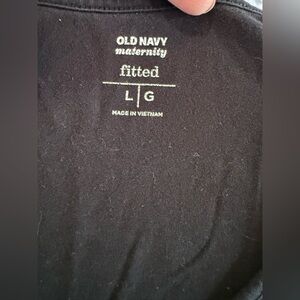 OLD NAVY
maternity
fitted
L | G
MADE IN VIETNAM